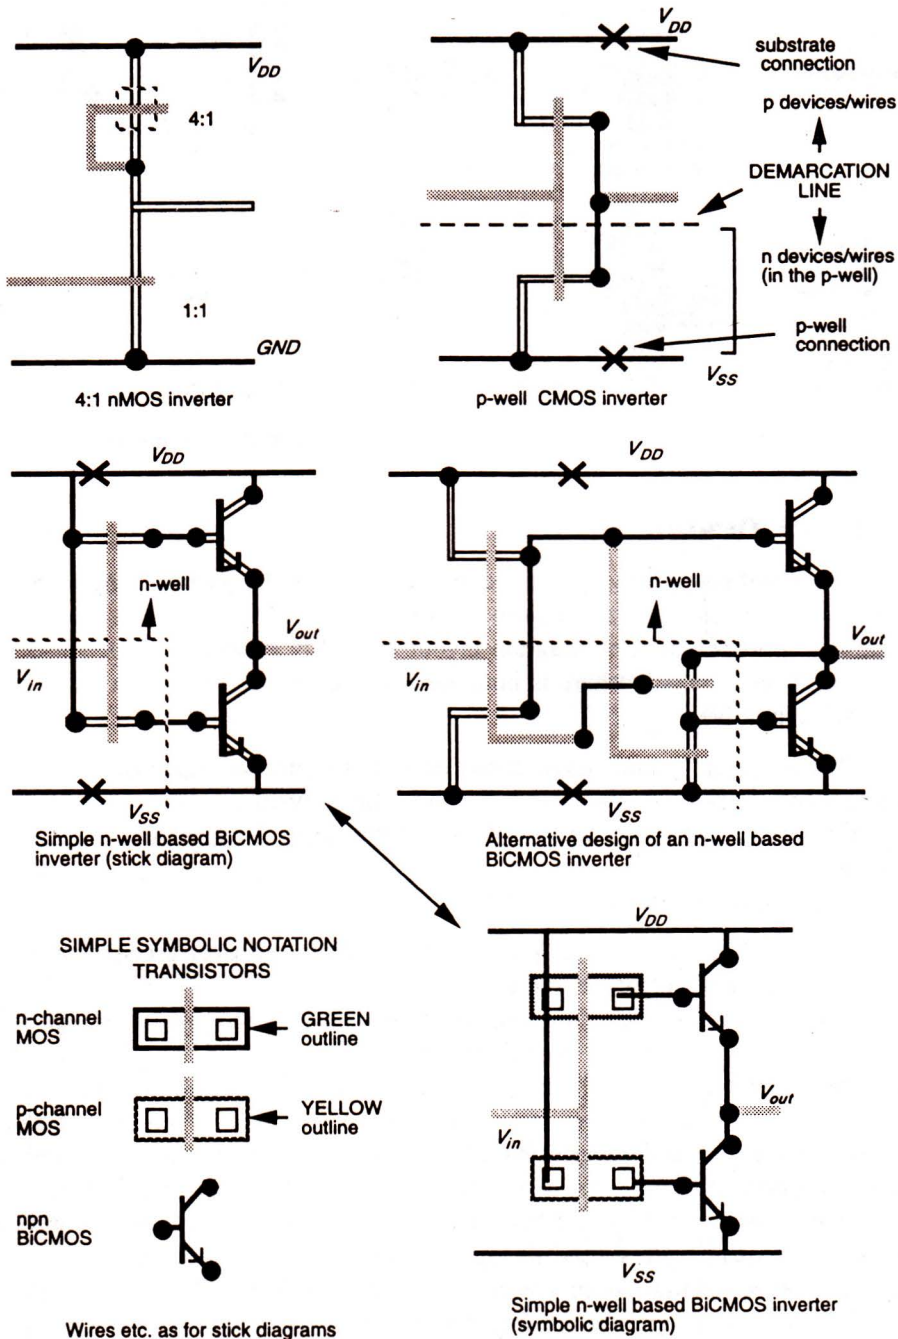 V_DD
4:1
1:1
GND
4:1 nMOS inverter
V_DD
substrate
connection
p devices/wires
DEMARCATION
LINE
n devices/wires
(in the p-well)
p-well
connection
V_SS
p-well CMOS inverter
V_DD
n-well
V_out
V_in
V_SS
Simple n-well based BiCMOS
inverter (stick diagram)
V_DD
n-well
V_out
V_in
V_SS
Alternative design of an n-well based
BiCMOS inverter
SIMPLE SYMBOLIC NOTATION
TRANSISTORS
n-channel
MOS
GREEN
outline
p-channel
MOS
YELLOW
outline
npn
BiCMOS
Wires etc. as for stick diagrams
V_DD
V_out
V_in
V_SS
Simple n-well based BiCMOS inverter
(symbolic diagram)